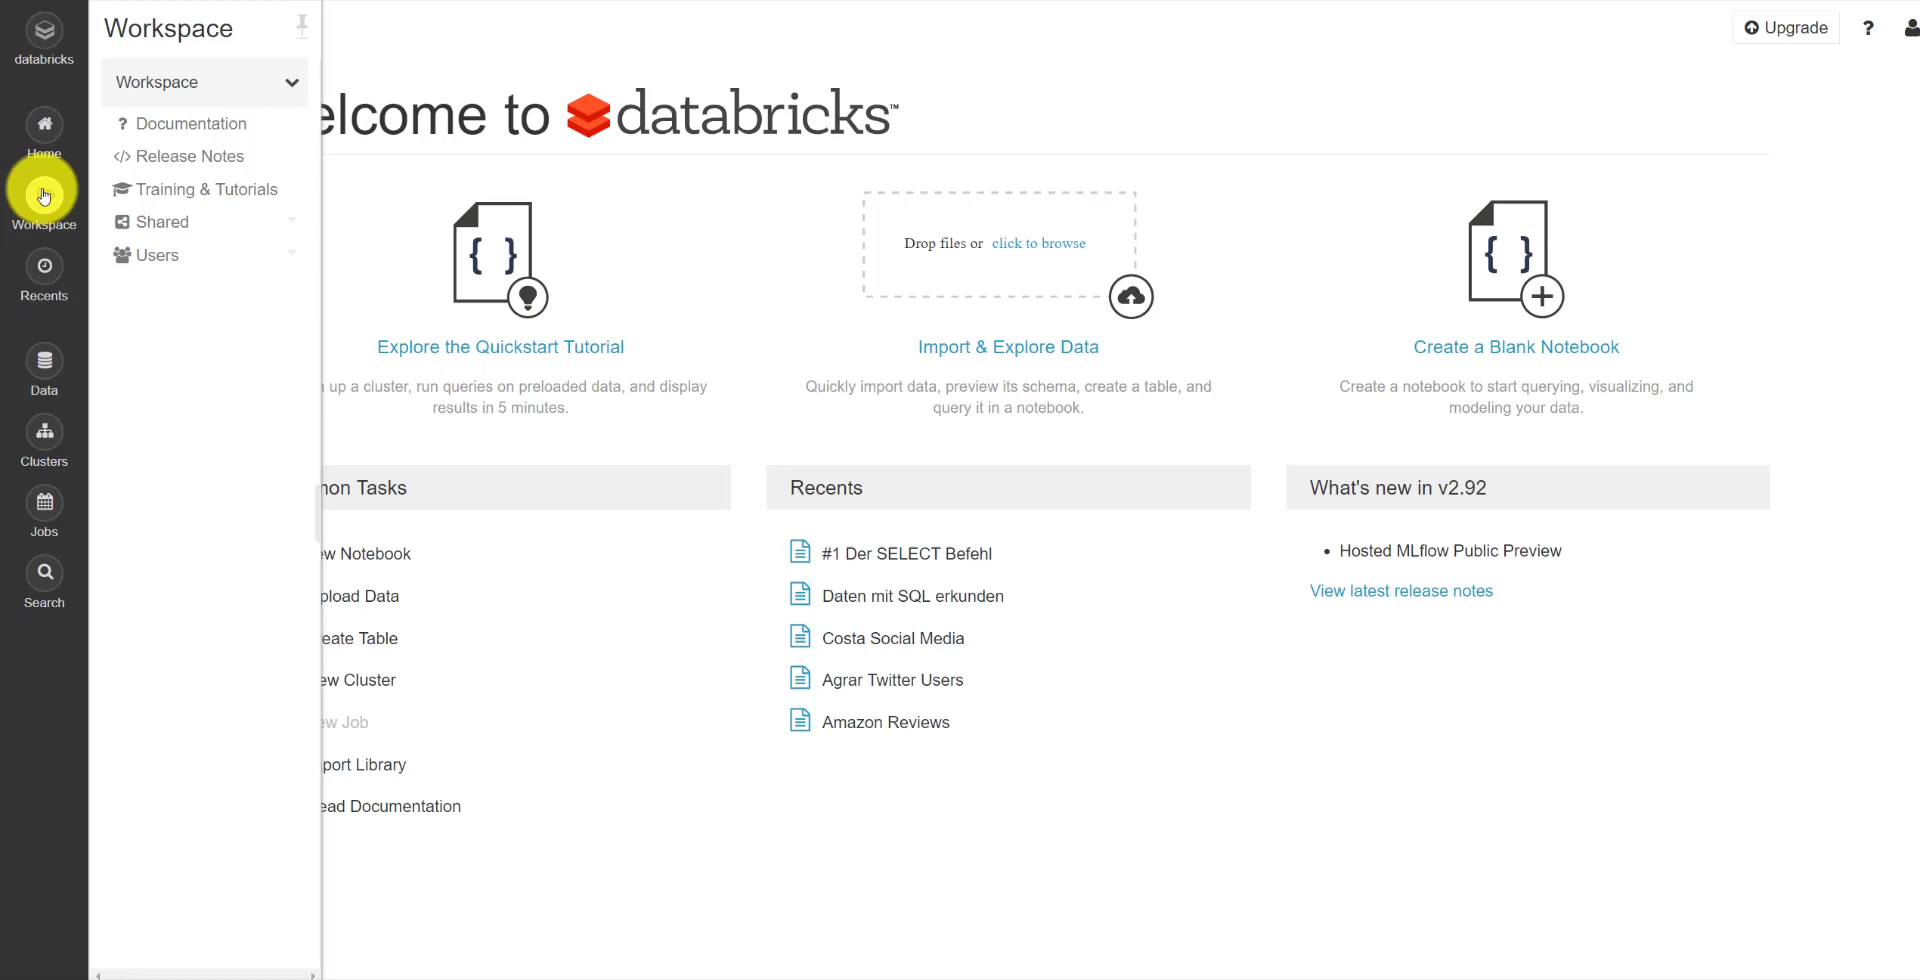 databricks
Home
Workspace
Recents
Data
Clusters
Jobs
Search
Workspace
Workspace
? Documentation
</> Release Notes
Training & Tutorials
Shared
Users
Upgrade ?
elcome to databricks™
{ }
Explore the Quickstart Tutorial
up a cluster, run queries on preloaded data, and display
results in 5 minutes.
Drop files or click to browse
Import & Explore Data
Quickly import data, preview its schema, create a table, and
query it in a notebook.
{ }
Create a Blank Notebook
Create a notebook to start querying, visualizing, and
modeling your data.
mon Tasks
ew Notebook
pload Data
eate Table
ew Cluster
ew Job
port Library
ead Documentation
Recents
#1 Der SELECT Befehl
Daten mit SQL erkunden
Costa Social Media
Agrar Twitter Users
Amazon Reviews
What's new in v2.92
• Hosted MLflow Public Preview
View latest release notes